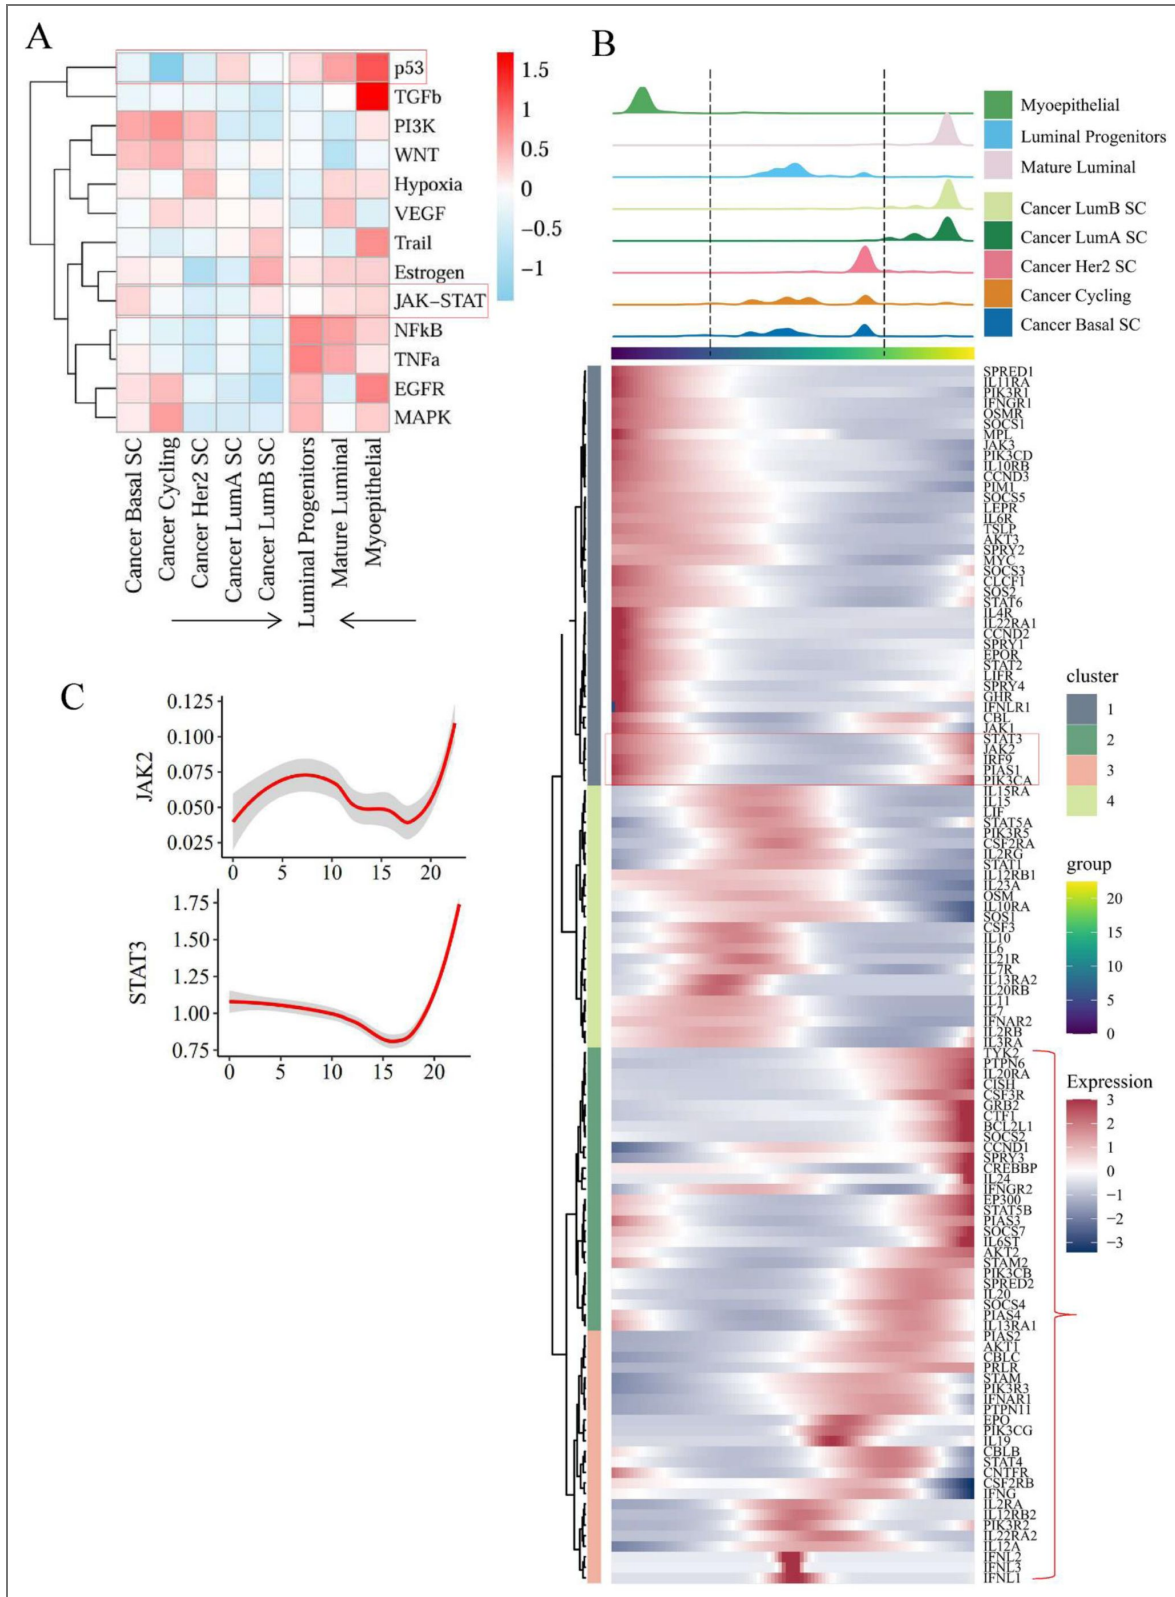 A
p53
TGFb
PI3K
WNT
Hypoxia
VEGF
Trail
Estrogen
JAK−STAT
NFkB
TNFa
EGFR
MAPK
1.5
1
0.5
0
−0.5
−1
Cancer Basal SC
Cancer Cycling
Cancer Her2 SC
Cancer LumA SC
Cancer LumB SC
Luminal Progenitors
Mature Luminal
Myoepithelial
B
Myoepithelial
Luminal Progenitors
Mature Luminal
Cancer LumB SC
Cancer LumA SC
Cancer Her2 SC
Cancer Cycling
Cancer Basal SC
SPRED1
IL11RA
PIK3R1
IFNGR1
OSMR
SOCS1
MPL
JAK3
PIK3CD
IL10RB
CCND3
PIM1
SOCS5
LEPR
IL6R
TSLP
AKT3
SPRY2
MYC
SOCS3
CLCF1
SOS2
STAT6
IL4R
IL22RA1
CCND2
SPRY1
EPOR
STAT2
LIFR
SPRY4
GHR
IFNLR1
CBL
JAK1
STAT3
JAK2
IRF9
PIAS1
PIK3CA
IL15RA
IL15
LIF
STAT5A
PIK3R5
CSF2RA
IL2RG
STAT1
IL12RB1
IL23A
OSM
IL10RA
SOS1
CSF3
IL10
IL6
IL21R
IL7R
IL13RA2
IL20RB
IL11
IL7
IFNAR2
IL2RB
IL3RA
TYK2
PTPN6
IL20RA
CISH
CSF3R
GRB2
CTF1
BCL2L1
SOCS2
CCND1
SPRY3
CREBBP
IL24
IFNGR2
EP300
STAT5B
PIAS3
SOCS7
IL6ST
AKT2
STAM2
PIK3CB
SPRED2
IL20
SOCS4
PIAS4
IL13RA1
PIAS2
AKT1
CBLC
PRLR
STAM
PIK3R3
IFNAR1
PTPN11
EPO
PIK3CG
IL19
CBLB
STAT4
CNTFR
CSF2RB
IFNG
IL2RA
IL12RB2
PIK3R2
IL22RA2
IL12A
IFNL2
IFNL3
IFNL1
cluster
1
2
3
4
group
20
15
10
5
0
Expression
3
2
1
0
−1
−2
−3
C
JAK2
0.125
0.100
0.075
0.050
0.025
0 5 10 15 20
STAT3
1.75
1.50
1.25
1.00
0.75
0 5 10 15 20